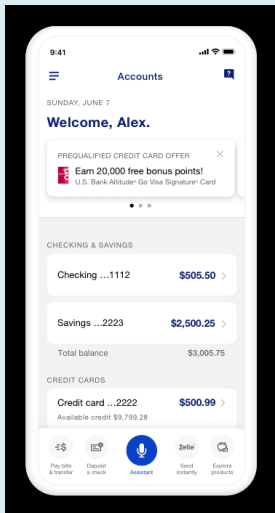 9:41
Accounts
SUNDAY, JUNE 7
Welcome, Alex.
PREQUALIFIED CREDIT CARD OFFER
Earn 20,000 free bonus points!
U.S. Bank Altitude® Go Visa Signature® Card
CHECKING & SAVINGS
Checking ...1112 $505.50
Savings ...2223 $2,500.25
Total balance $3,005.75
CREDIT CARDS
Credit card ...2222 $500.99
Available credit $9,799.28
Pay bills & transfer
Deposit a check
Assistant
Zelle
Send instantly
Explore products